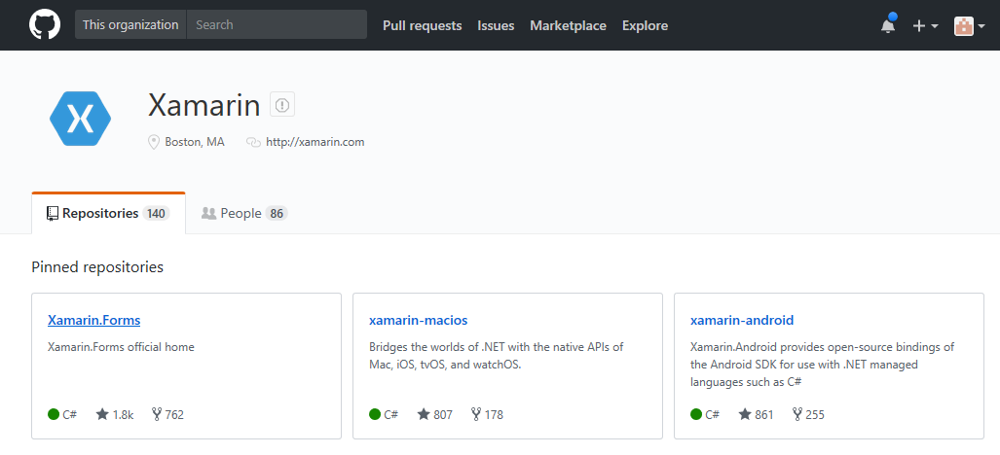 This organization Search Pull requests Issues Marketplace Explore
X
Xamarin
Boston, MA http://xamarin.com
Repositories 140 People 86
Pinned repositories
Xamarin.Forms
Xamarin.Forms official home
C# 1.8k 762
xamarin-macios
Bridges the worlds of .NET with the native APIs of
Mac, iOS, tvOS, and watchOS.
C# 807 178
xamarin-android
Xamarin.Android provides open-source bindings of
the Android SDK for use with .NET managed
languages such as C#
C# 861 255